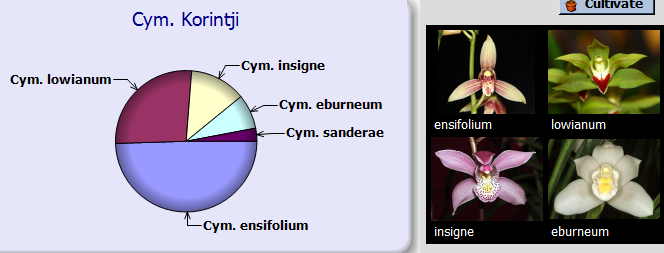 Cym. Korintji
Cym. lowianum
Cym. insigne
Cym. eburneum
Cym. sanderae
Cym. ensifolium
Cultivate
ensifolium
lowianum
insigne
eburneum